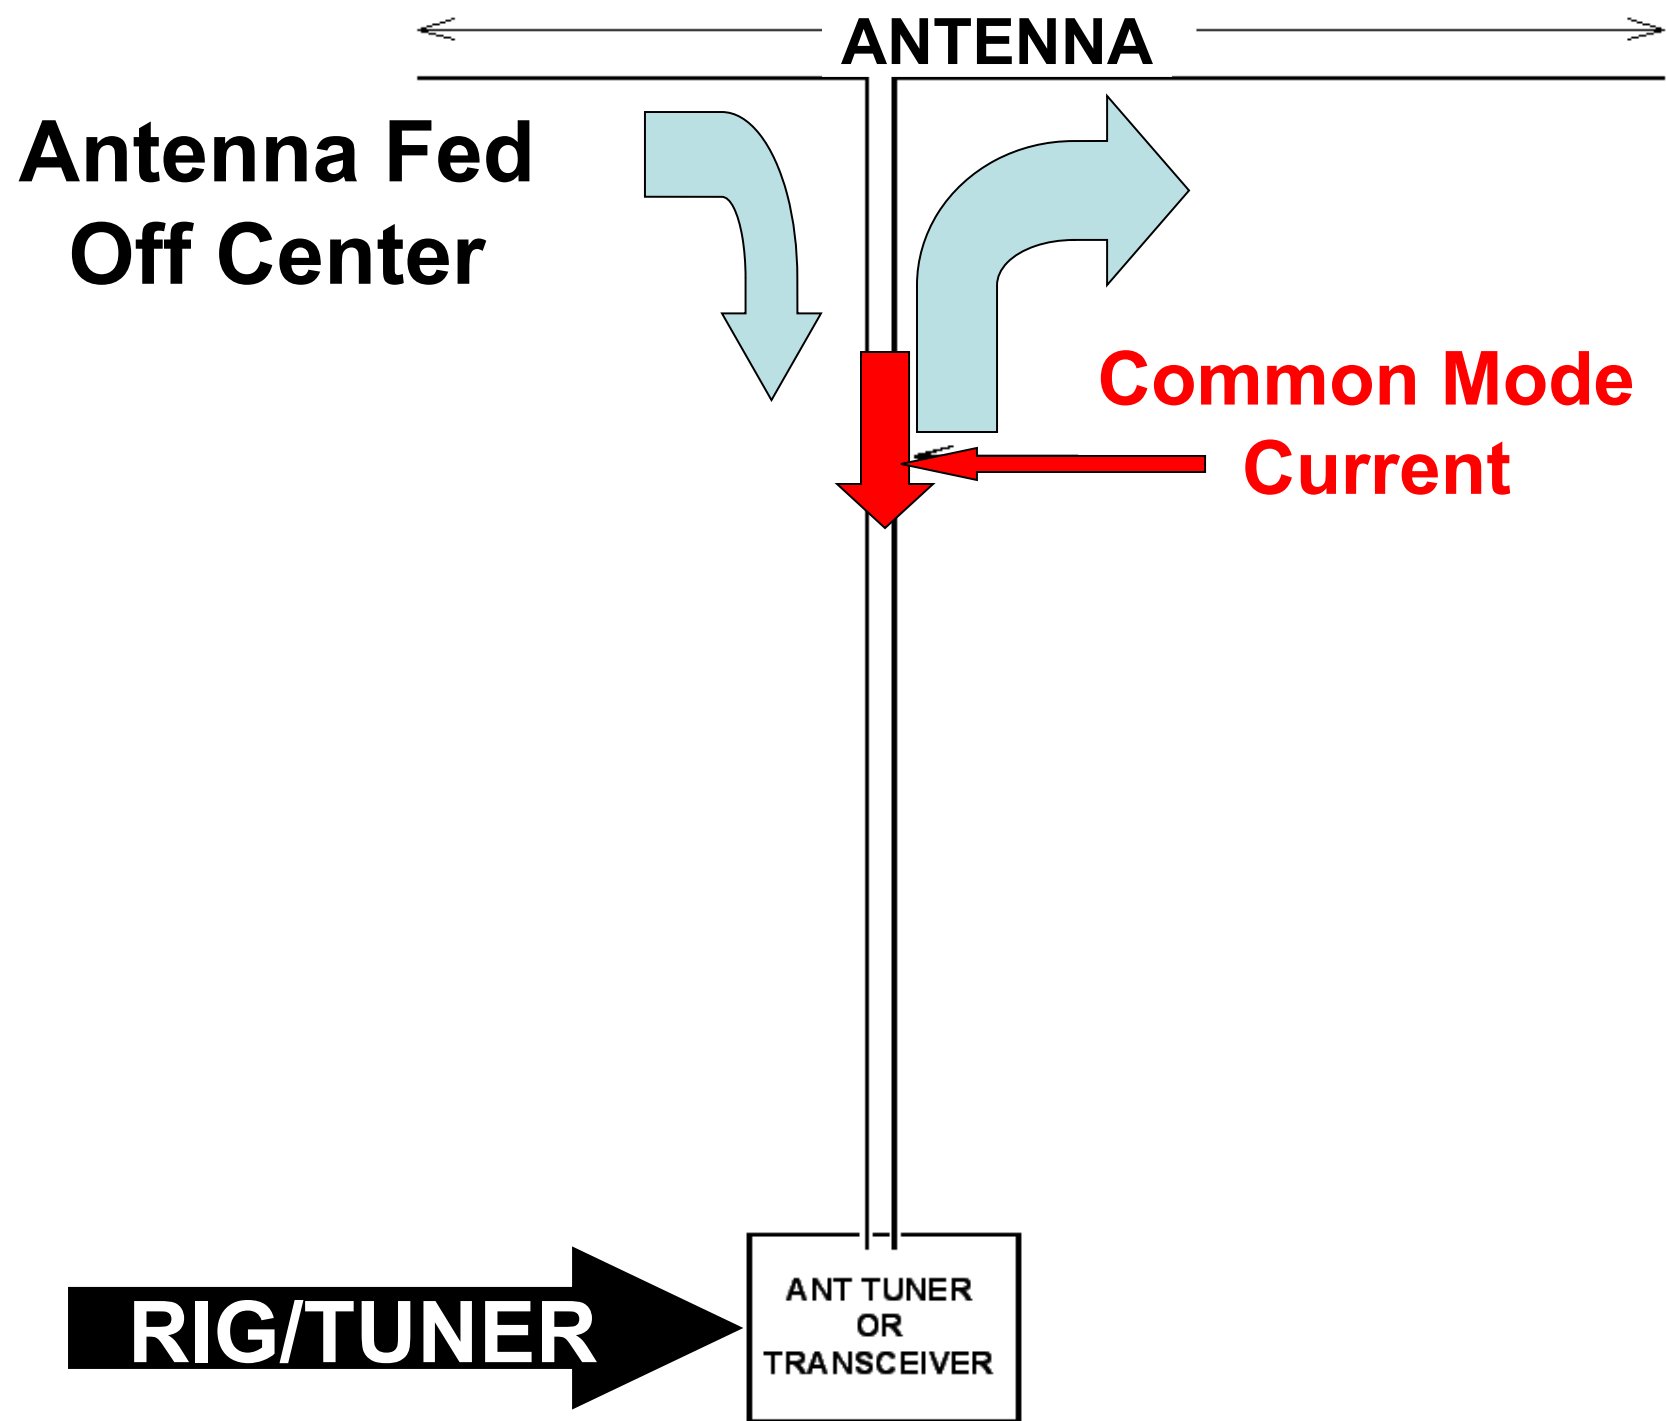 ANTENNA
Antenna Fed
Off Center
Common Mode
Current
RIG/TUNER
ANT TUNER
OR
TRANSCEIVER